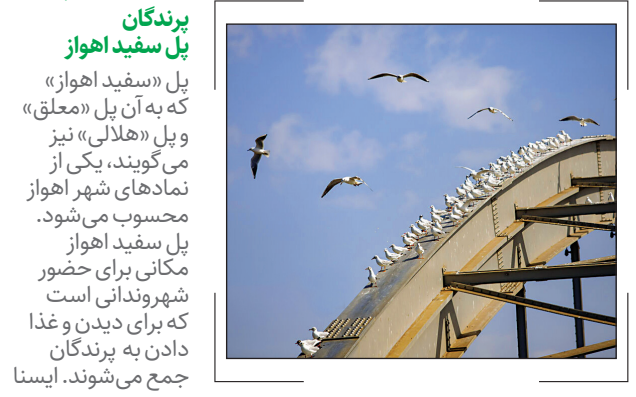 پرندگان
پل سفید اهواز
پل «سفید اهواز»
که به آن پل «معلق»
و پل «هلالی» نیز
می‌گویند، یکی از
نمادهای شهر اهواز
محسوب می‌شود.
پل سفید اهواز
مکانی برای حضور
شهروندانی است
که برای دیدن و غذا
دادن به پرندگان
جمع می‌شوند. ایسنا